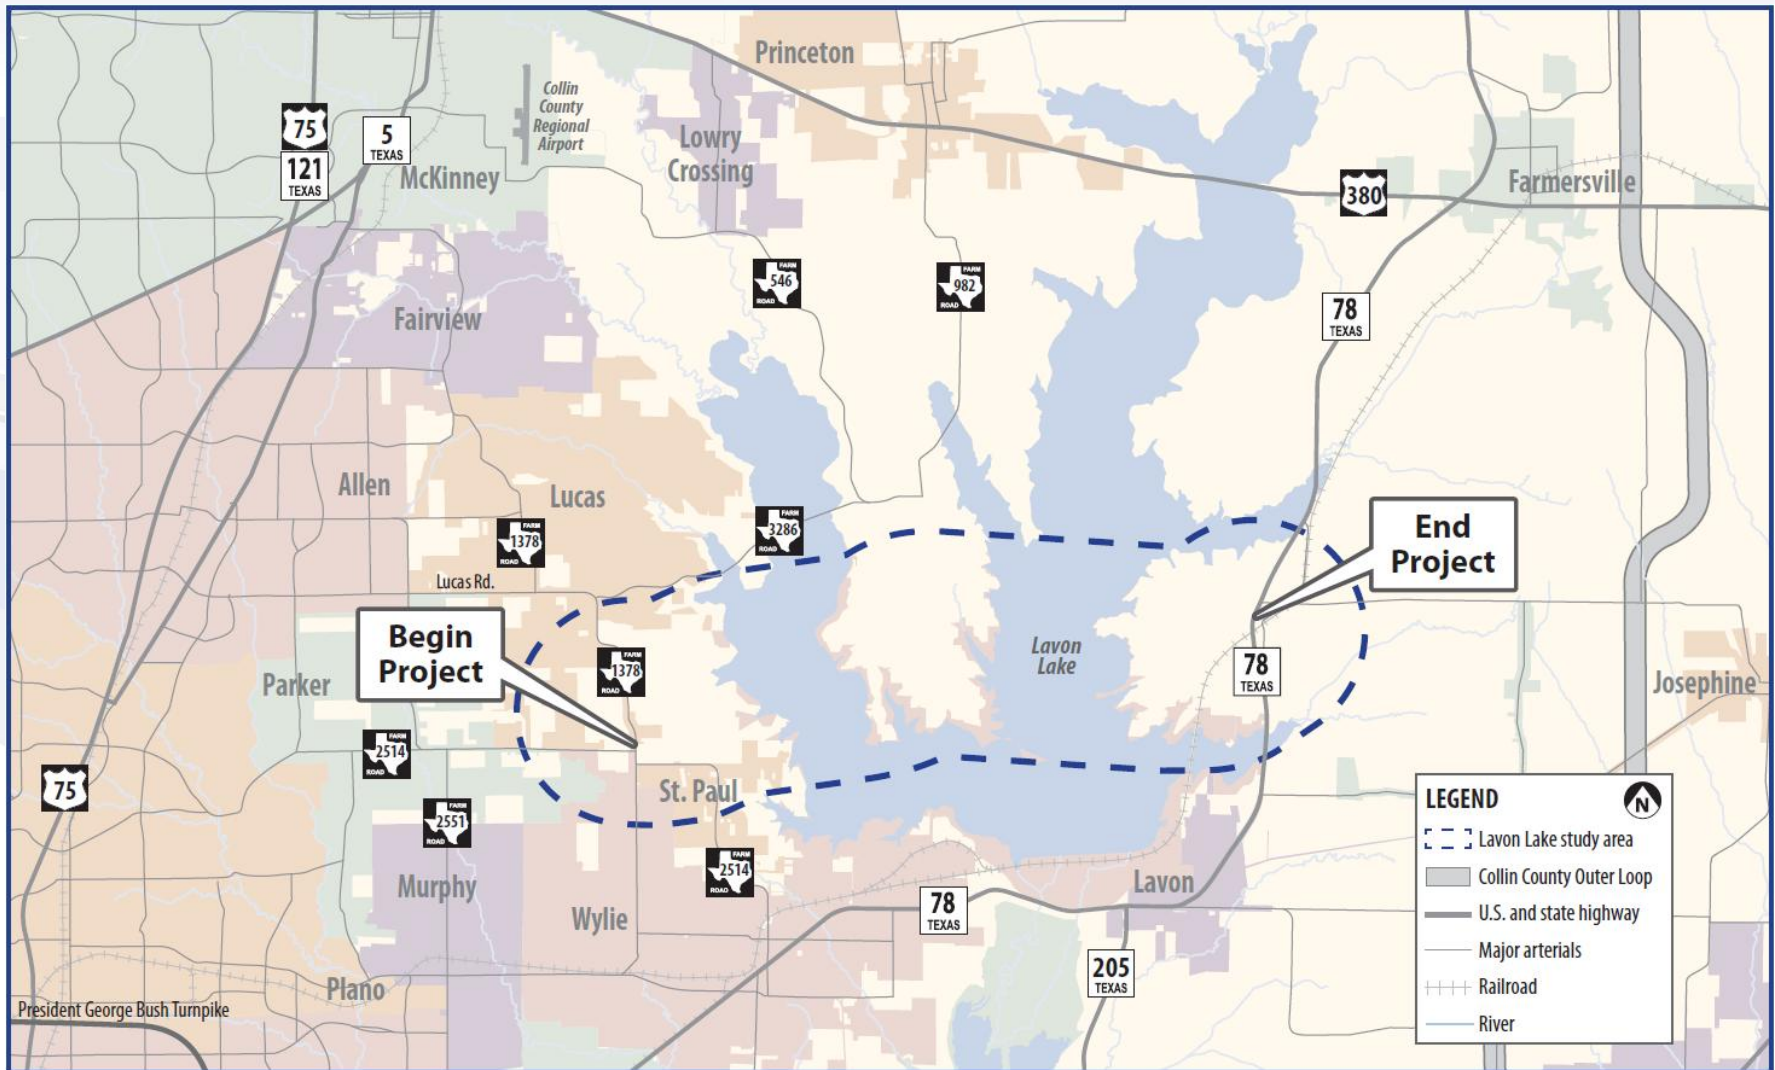 Princeton
Collin
County
Regional
Airport
75
121
TEXAS
5
TEXAS
McKinney
Lowry
Crossing
380
Farmersville
FARM
546
ROAD
FARM
982
ROAD
78
TEXAS
Fairview
Allen
Lucas
FARM
1378
ROAD
FARM
3286
ROAD
End
Project
Lucas Rd.
Begin
Project
Lavon
Lake
FARM
1378
ROAD
78
TEXAS
Parker
Josephine
FARM
2514
ROAD
75
St. Paul
FARM
2551
ROAD
FARM
2514
ROAD
Murphy
Wylie
Lavon
78
TEXAS
205
TEXAS
Plano
President George Bush Turnpike
LEGEND
N
Lavon Lake study area
Collin County Outer Loop
U.S. and state highway
Major arterials
Railroad
River